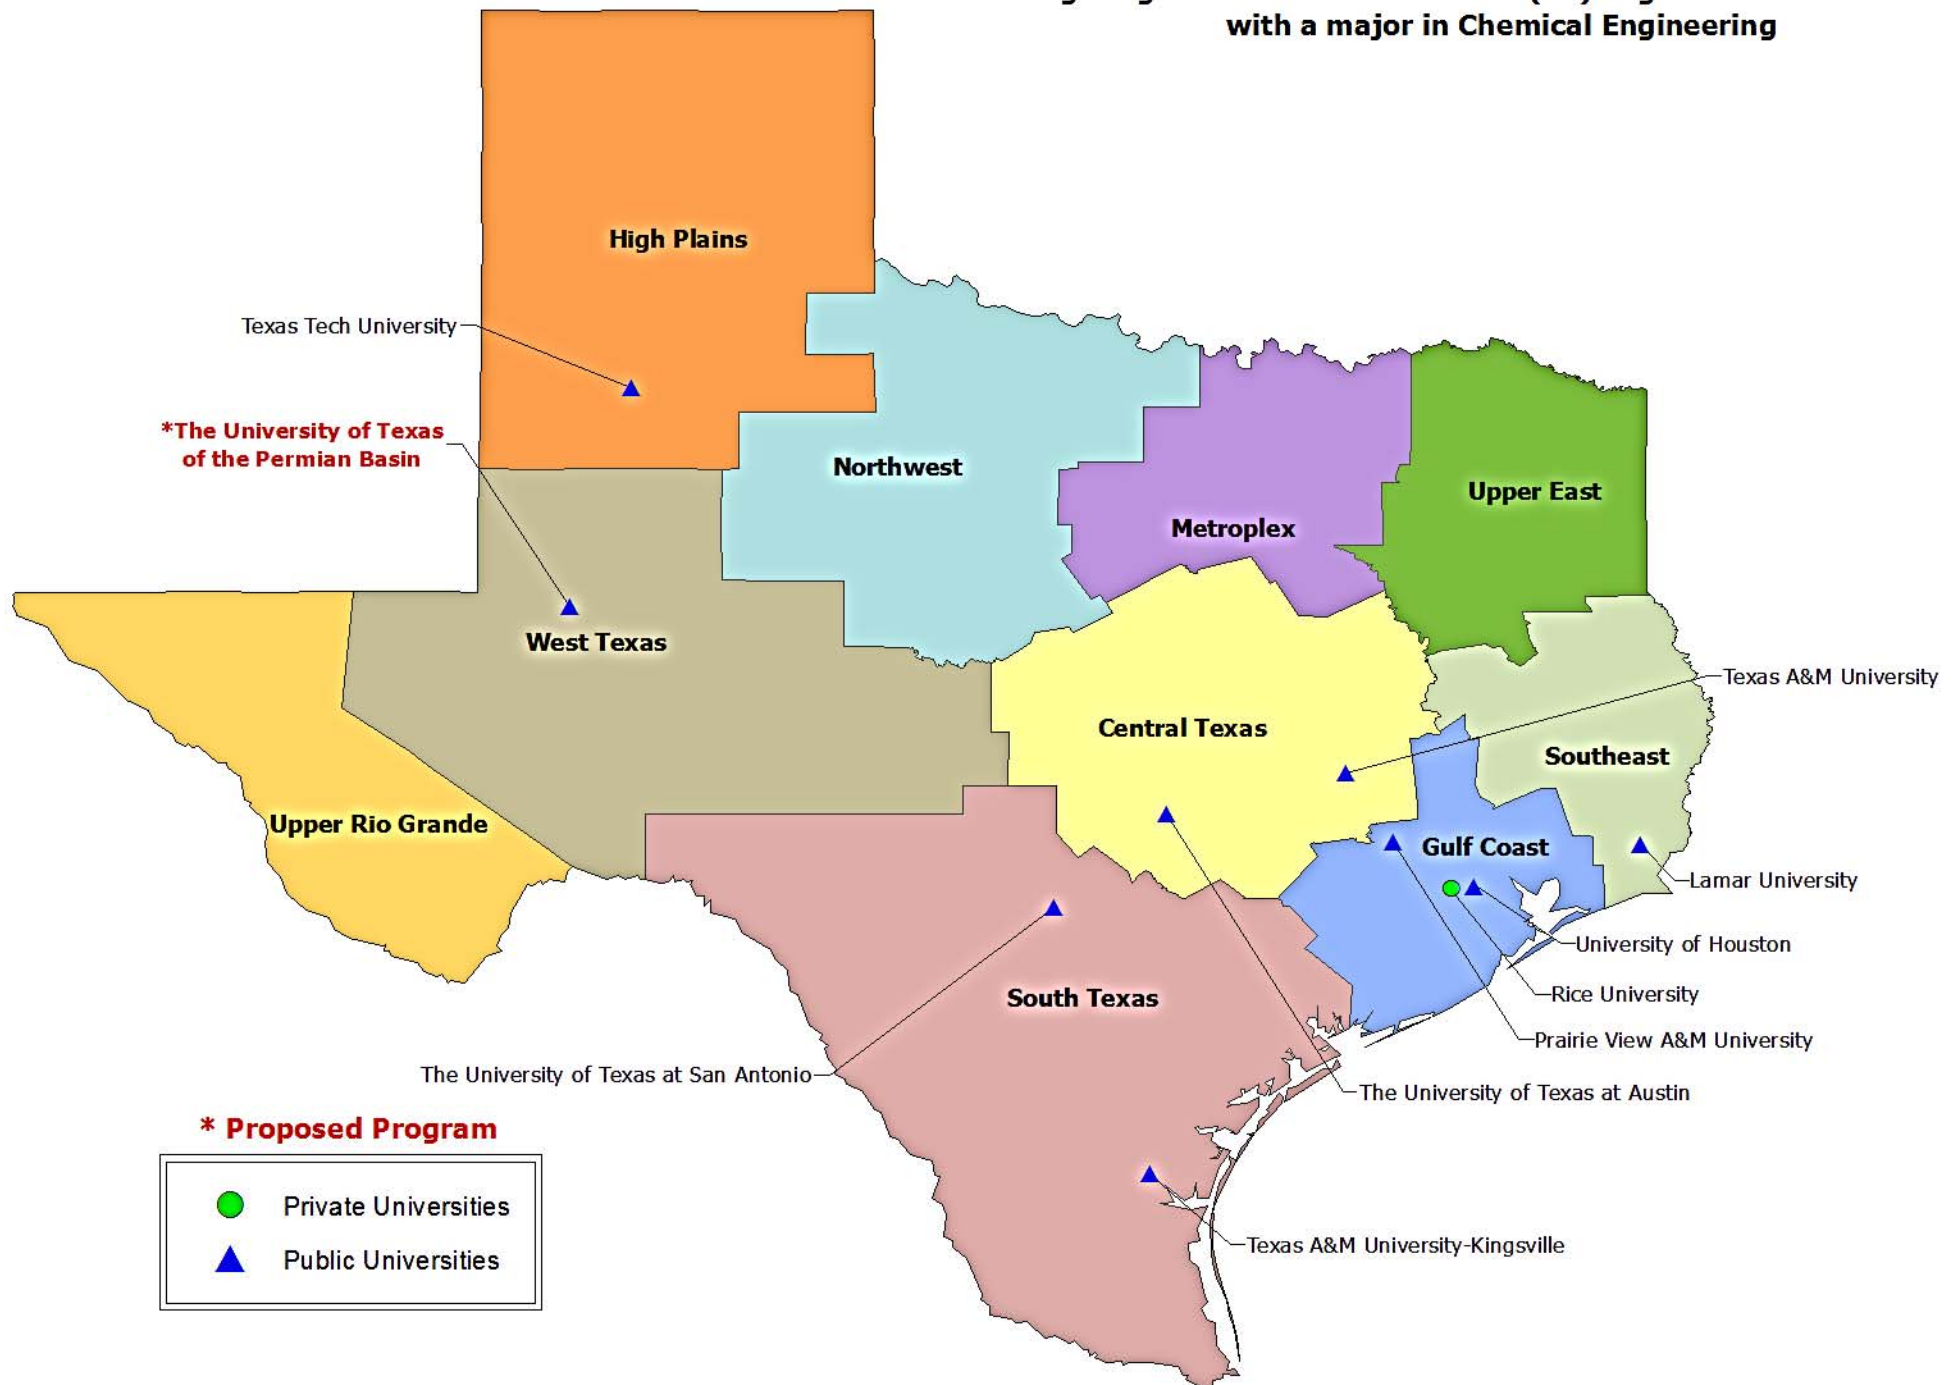 with a major in Chemical Engineering
High Plains
Texas Tech University
*The University of Texas
of the Permian Basin
Northwest
Upper East
Metroplex
West Texas
Texas A&M University
Central Texas
Southeast
Upper Rio Grande
Gulf Coast
Lamar University
University of Houston
Rice University
South Texas
Prairie View A&M University
The University of Texas at San Antonio
The University of Texas at Austin
* Proposed Program
Private Universities
Public Universities
Texas A&M University-Kingsville